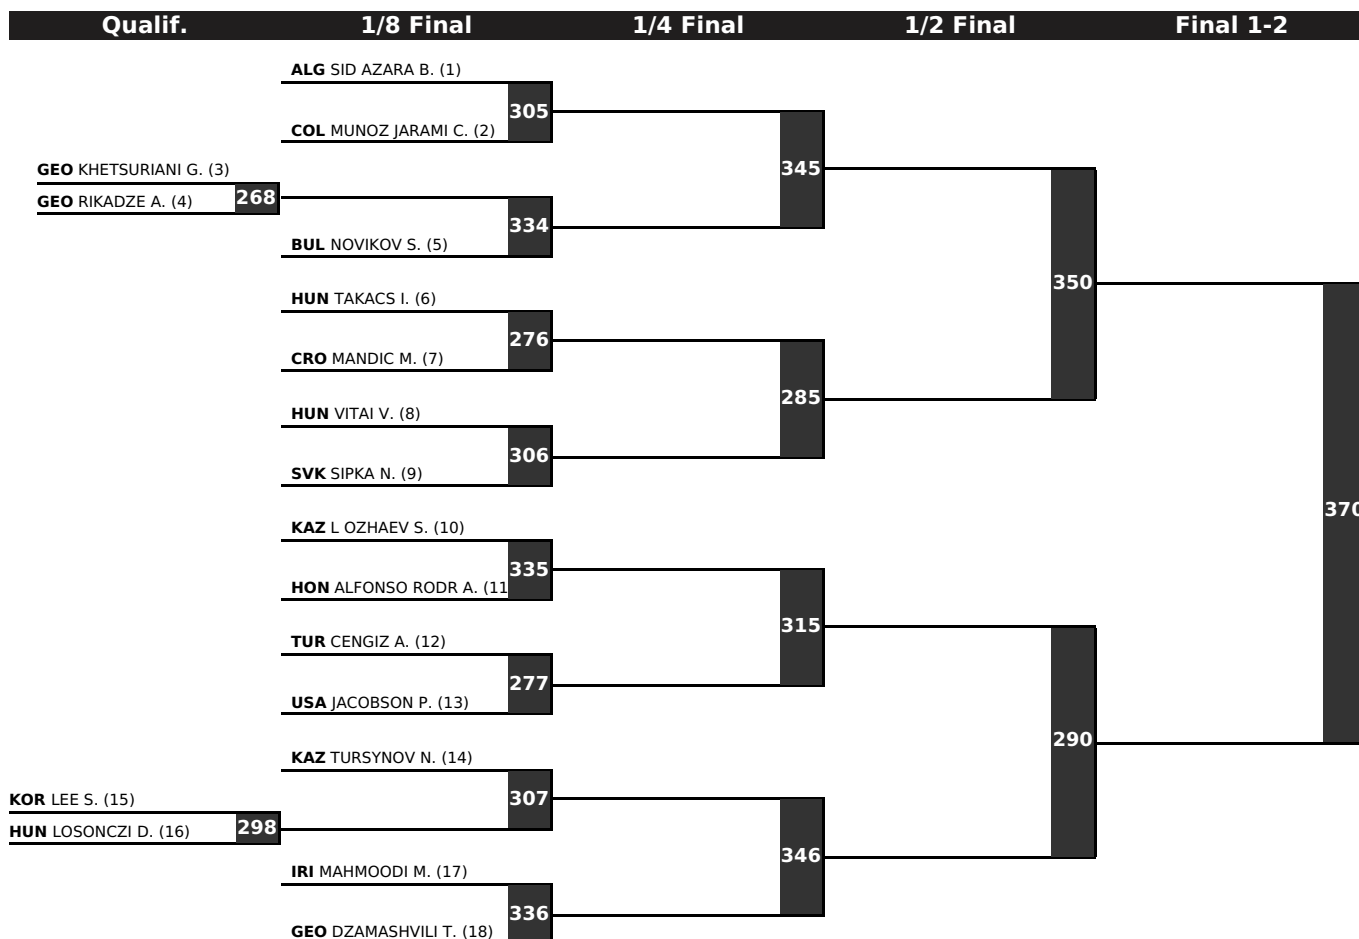 Qualif. 1/8 Final 1/4 Final 1/2 Final Final 1-2
ALG SID AZARA B. (1)
305
COL MUNOZ JARAMI C. (2)
345
GEO KHETSURIANI G. (3)
GEO RIKADZE A. (4)
268
334
BUL NOVIKOV S. (5)
350
HUN TAKACS I. (6)
276
CRO MANDIC M. (7)
285
HUN VITAI V. (8)
306
SVK SIPKA N. (9)
370
KAZ L OZHAEV S. (10)
335
HON ALFONSO RODR A. (11
315
TUR CENGIZ A. (12)
277
USA JACOBSON P. (13)
290
KAZ TURSYNOV N. (14)
307
KOR LEE S. (15)
HUN LOSONCZI D. (16)
298
346
IRI MAHMOODI M. (17)
336
GEO DZAMASHVILI T. (18)